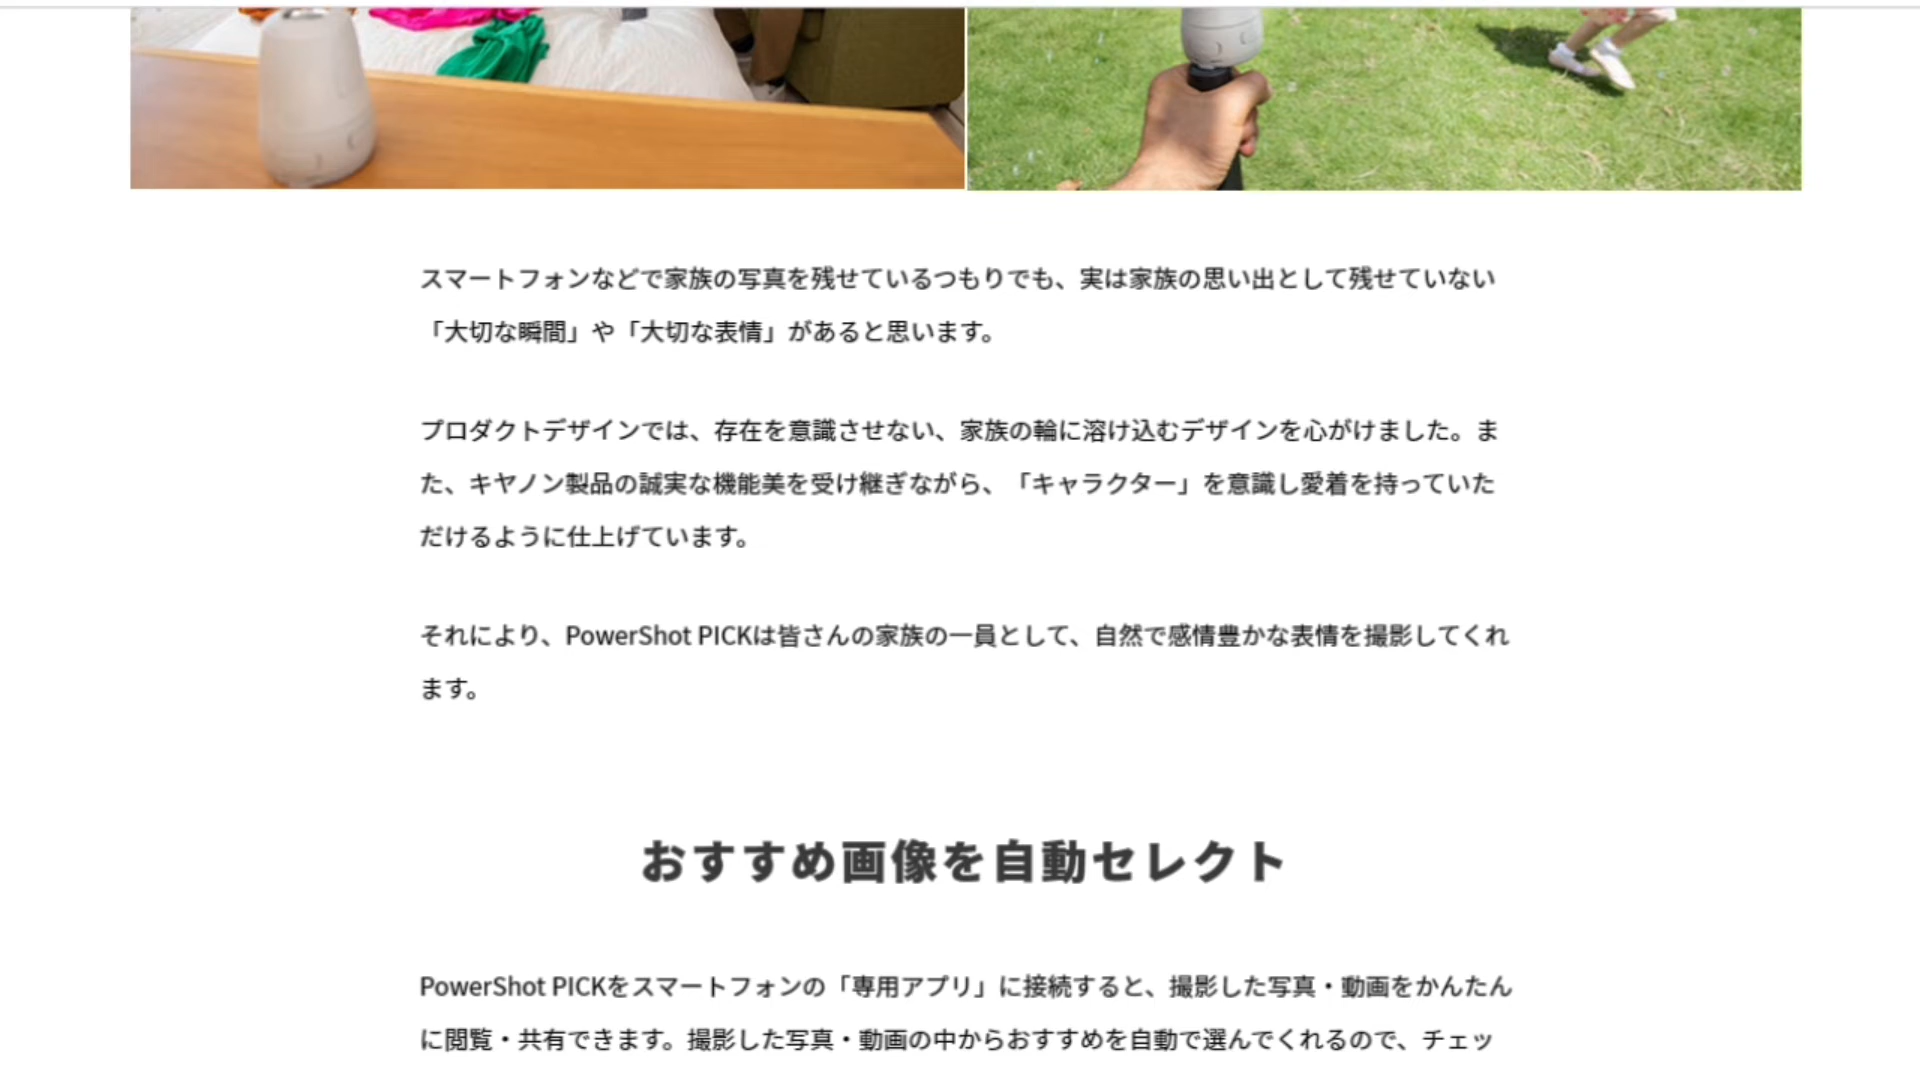 スマートフォンなどで家族の写真を残せているつもりでも、実は家族の思い出として残せていない
「大切な瞬間」や「大切な表情」があると思います。
プロダクトデザインでは、存在を意識させない、家族の輪に溶け込むデザインを心がけました。ま
た、キヤノン製品の誠実な機能美を受け継ぎながら、「キャラクター」を意識し愛着を持っていた
だけるように仕上げています。
それにより、PowerShot PICKは皆さんの家族の一員として、自然で感情豊かな表情を撮影してくれ
ます。
おすすめ画像を自動セレクト
PowerShot PICKをスマートフォンの「専用アプリ」に接続すると、撮影した写真・動画をかんたん
に閲覧・共有できます。撮影した写真・動画の中からおすすめを自動で選んでくれるので、チェッ